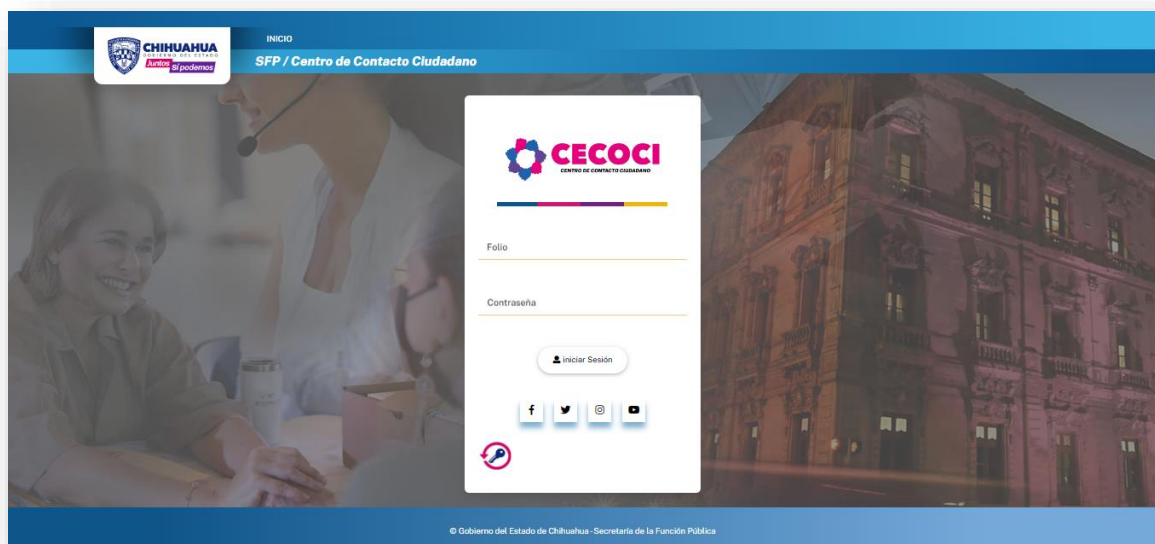 INICIO
CHIHUAHUA
GOBIERNO DEL ESTADO
Juntos
Sí podemos
SFP / Centro de Contacto Ciudadano
CECOCI
CENTRO DE CONTACTO CIUDADANO
Folio
Contraseña
iniciar Sesión
© Gobierno del Estado de Chihuahua - Secretaría de la Función Pública